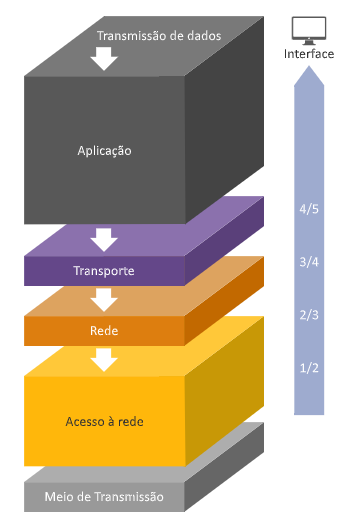 Transmissão de dados
Interface
Aplicação
4/5
Transporte
3/4
Rede
2/3
1/2
Acesso à rede
Meio de Transmissão